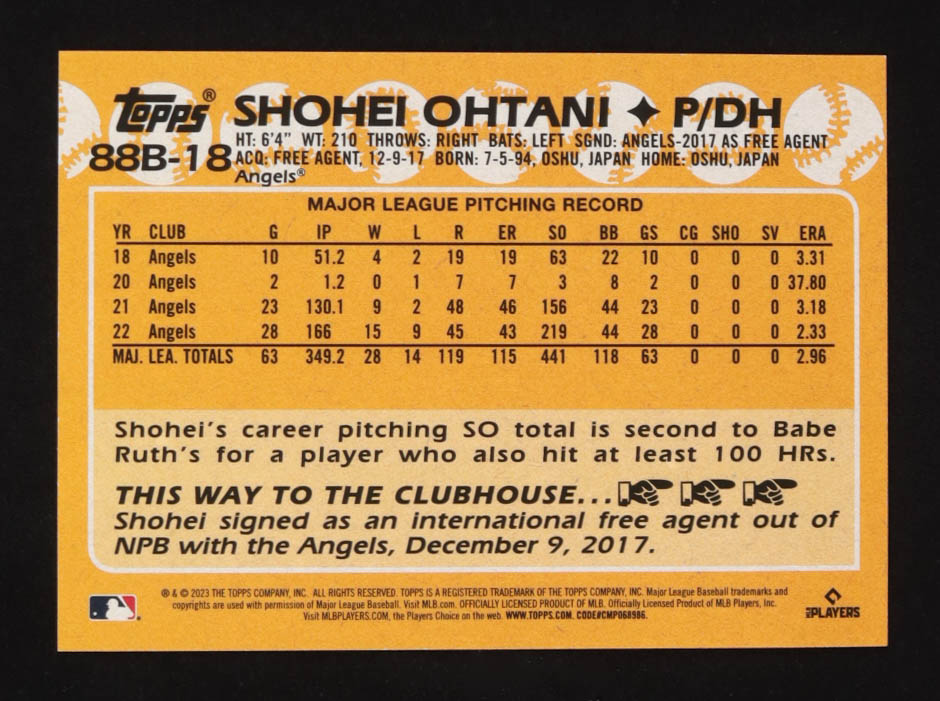 TOPPS® SHOHEI OHTANI ✦ P/DH
HT: 6'4" WT: 210 THROWS: RIGHT BATS: LEFT SGND: ANGELS-2017 AS FREE AGENT
88B-18 ACQ: FREE AGENT, 12-9-17 BORN: 7-5-94, OSHU, JAPAN HOME: OSHU, JAPAN
Angels®
MAJOR LEAGUE PITCHING RECORD
YR CLUB G IP W L R ER SO BB GS CG SHO SV ERA
18 Angels 10 51.2 4 2 19 19 63 22 10 0 0 0 3.31
20 Angels 2 1.2 0 1 7 7 3 8 2 0 0 0 37.80
21 Angels 23 130.1 9 2 48 46 156 44 23 0 0 0 3.18
22 Angels 28 166 15 9 45 43 219 44 28 0 0 0 2.33
MAJ. LEA. TOTALS 63 349.2 28 14 119 115 441 118 63 0 0 0 2.96
Shohei's career pitching SO total is second to Babe
Ruth's for a player who also hit at least 100 HRs.
THIS WAY TO THE CLUBHOUSE...
Shohei signed as an international free agent out of
NPB with the Angels, December 9, 2017.
® & © 2023 THE TOPPS COMPANY, INC. ALL RIGHTS RESERVED. TOPPS IS A REGISTERED TRADEMARK OF THE TOPPS COMPANY, INC. Major League Baseball trademarks and
copyrights are used with permission of Major League Baseball. Visit MLB.com. OFFICIALLY LICENSED PRODUCT OF MLB. Officially Licensed Product of MLB Players, Inc.
Visit MLBPLAYERS.COM, the Players Choice on the web. WWW.TOPPS.COM. CODE#CMP068986.
MLB PLAYERS